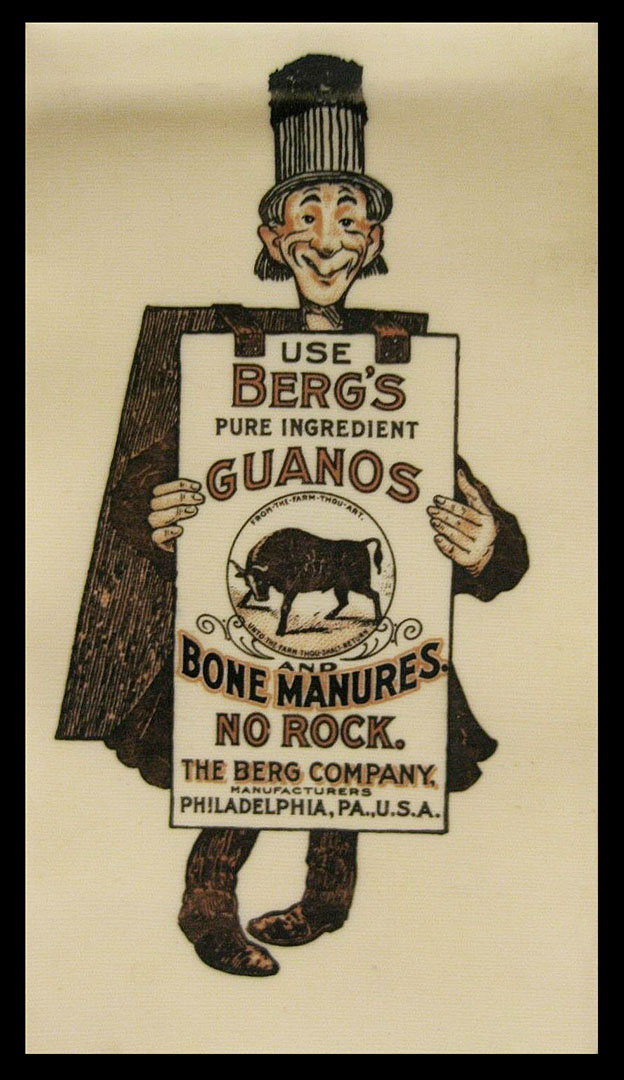 USE
BERG'S
PURE INGREDIENT
GUANOS
FROM·THE·FARM·THOU·ART,
UNTO·THE·FARM·THOU·SHALT·RETURN
AND
BONE MANURES.
NO ROCK.
THE BERG COMPANY,
MANUFACTURERS
PHILADELPHIA, PA., U.S.A.